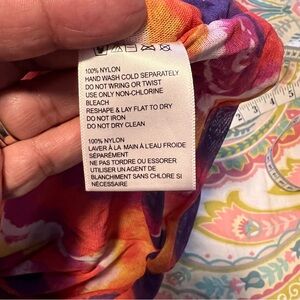 100% NYLON
HAND WASH COLD SEPARATELY
DO NOT WRING OR TWIST
USE ONLY NON-CHLORINE
BLEACH
RESHAPE & LAY FLAT TO DRY
DO NOT IRON
DO NOT DRY CLEAN
100% NYLON
LAVER À LA MAIN À L'EAU FROIDE
SÉPARÉMENT
NE PAS TORDRE OU ESSORER
UTILISER UN AGENT DE
BLANCHIMENT SANS CHLORE SI
NÉCESSAIRE